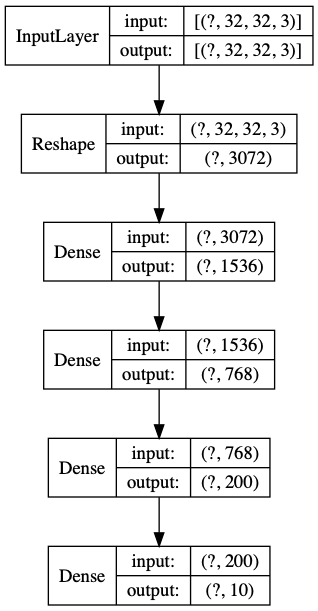 InputLayer
input: [(?, 32, 32, 3)]
output: [(?, 32, 32, 3)]
Reshape
input: (?, 32, 32, 3)
output: (?, 3072)
Dense
input: (?, 3072)
output: (?, 1536)
Dense
input: (?, 1536)
output: (?, 768)
Dense
input: (?, 768)
output: (?, 200)
Dense
input: (?, 200)
output: (?, 10)